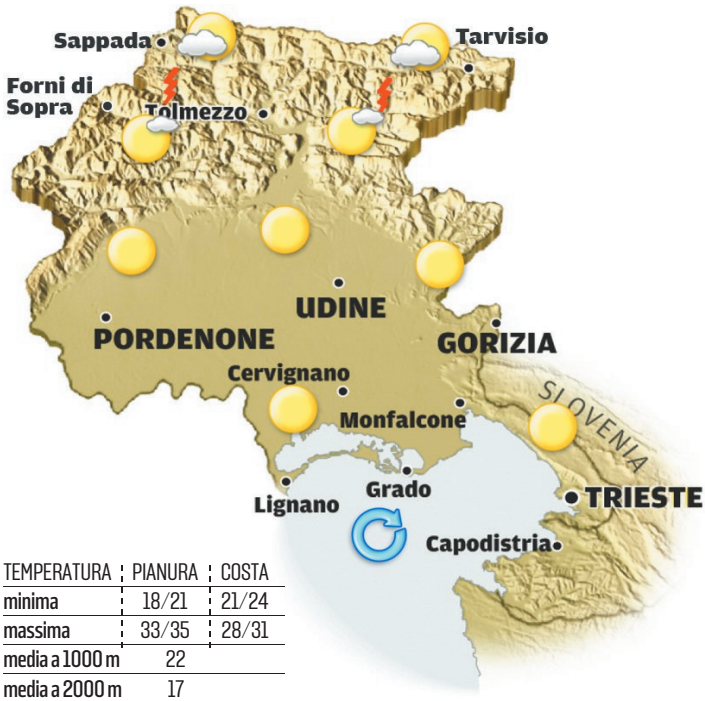 Sappada
Tarvisio
Forni di
Sopra
Tolmezzo
UDINE
PORDENONE
GORIZIA
Cervignano
SLOVENIA
Monfalcone
Lignano
Grado
TRIESTE
Capodistria
TEMPERATURA PIANURA COSTA
minima 18/21 21/24
massima 33/35 28/31
media a 1000 m 22
media a 2000 m 17